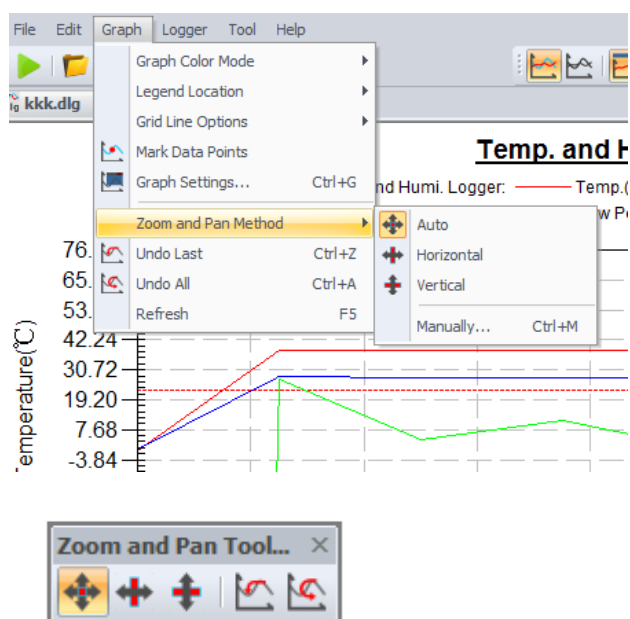 File Edit Graph Logger Tool Help
Graph Color Mode
kkk.dlg
Legend Location
Grid Line Options
Mark Data Points
Temp. and H
Graph Settings... Ctrl+G
nd Humi. Logger: Temp.(
Zoom and Pan Method
Auto
w Po
76.
Undo Last Ctrl+Z
Horizontal
65.
Undo All Ctrl+A
Vertical
53.
Refresh F5
Manually... Ctrl+M
42.24
30.72
19.20
7.68
-3.84
Temperature(℃)
Zoom and Pan Tool...